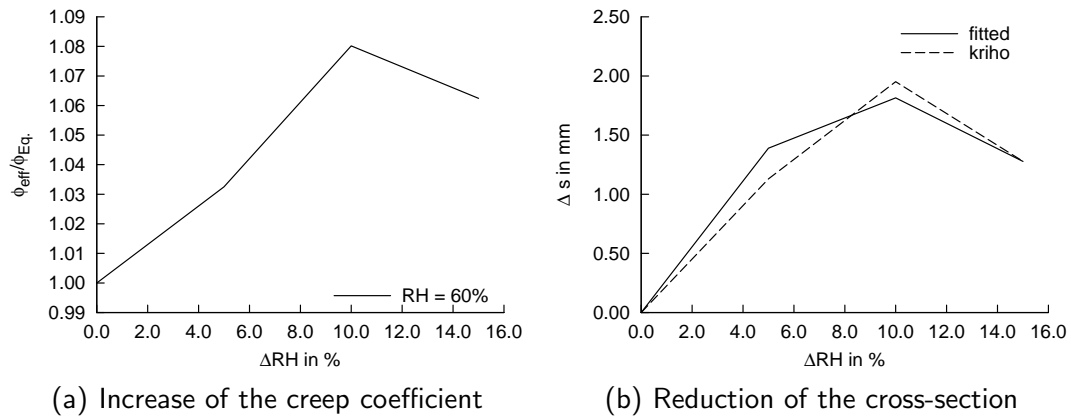 1.09
1.08
1.07
1.06
1.05
1.04
1.03
1.02
1.01
1.00
0.99
ϕeff/ϕEq.
0.0 2.0 4.0 6.0 8.0 10.0 12.0 14.0 16.0
ΔRH in %
RH = 60%
(a) Increase of the creep coefficient
2.50
2.00
1.50
1.00
0.50
0.00
Δ s in mm
0.0 2.0 4.0 6.0 8.0 10.0 12.0 14.0 16.0
ΔRH in %
fitted
kriho
(b) Reduction of the cross-section